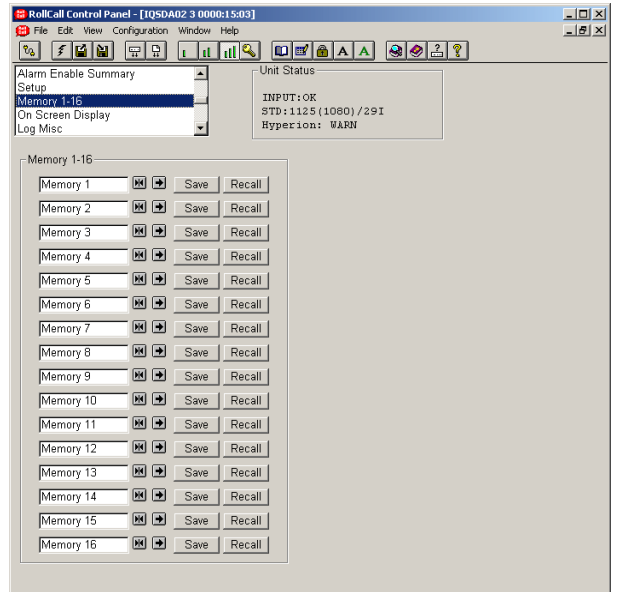 RollCall Control Panel - [IQSDA02 3 0000:15:03]
File Edit View Configuration Window Help
A A
Alarm Enable Summary
Setup
Memory 1-16
On Screen Display
Log Misc
Unit Status
INPUT:OK
STD:1125(1080)/29I
Hyperion: WARN
Memory 1-16
Memory 1 Save Recall
Memory 2 Save Recall
Memory 3 Save Recall
Memory 4 Save Recall
Memory 5 Save Recall
Memory 6 Save Recall
Memory 7 Save Recall
Memory 8 Save Recall
Memory 9 Save Recall
Memory 10 Save Recall
Memory 11 Save Recall
Memory 12 Save Recall
Memory 13 Save Recall
Memory 14 Save Recall
Memory 15 Save Recall
Memory 16 Save Recall